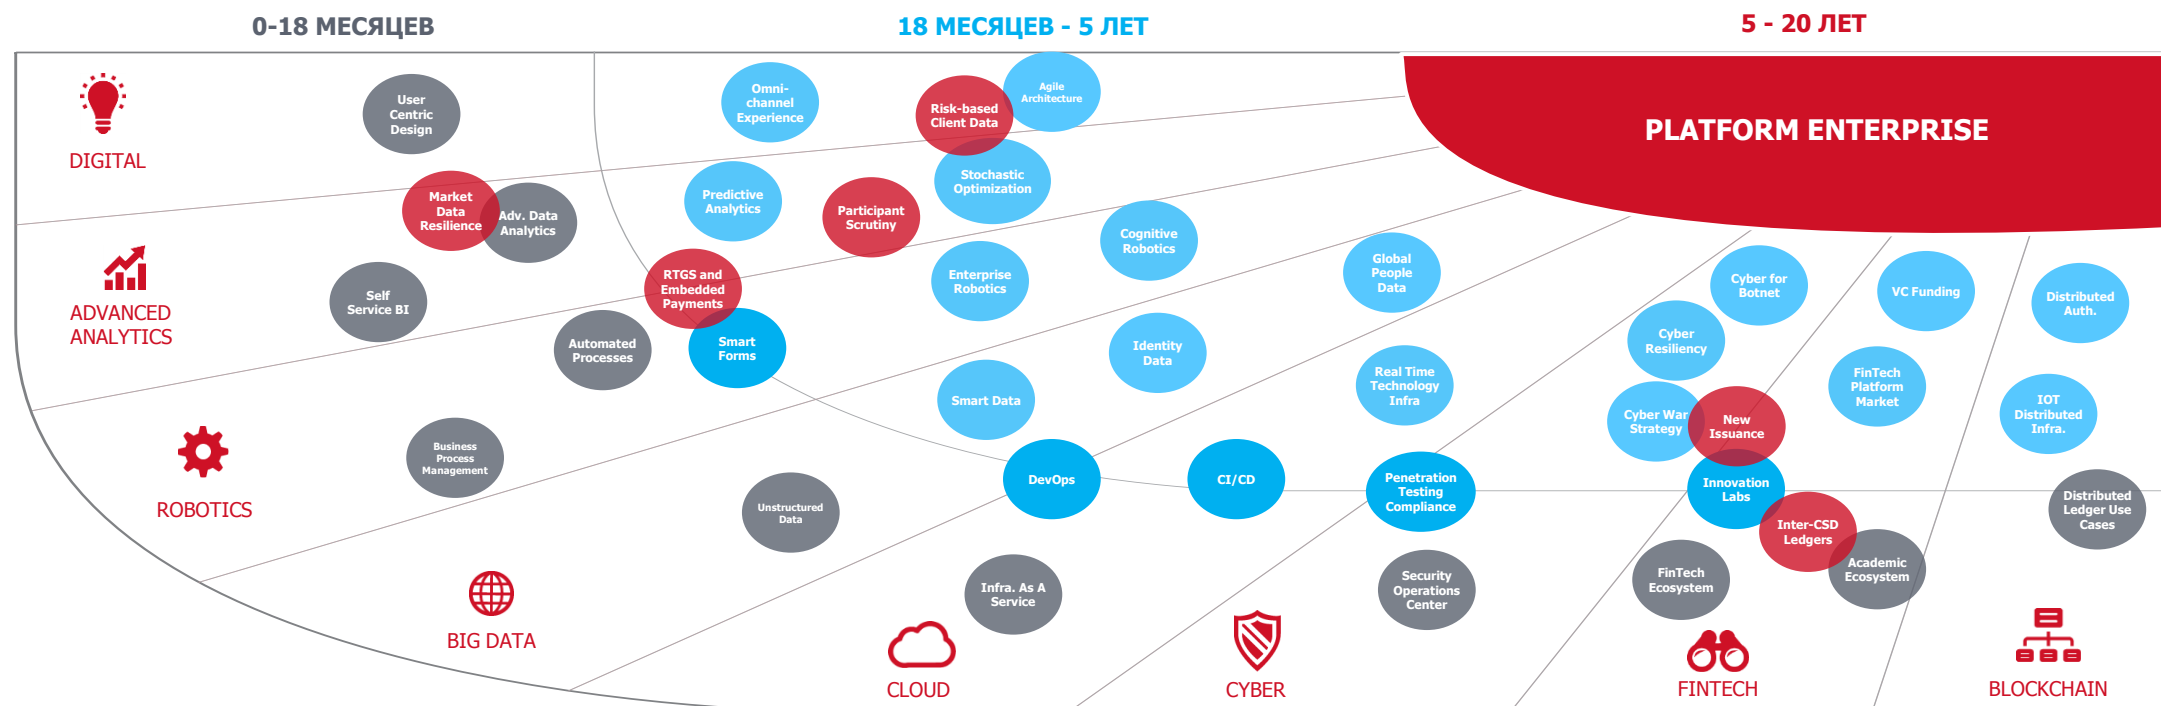 0-18 МЕСЯЦЕВ
18 МЕСЯЦЕВ - 5 ЛЕТ
5 - 20 ЛЕТ
PLATFORM ENTERPRISE
DIGITAL
User
Centric
Design
Omni-
channel
Experience
Risk-based
Client Data
Agile
Architecture
ADVANCED
ANALYTICS
Market
Data
Resilience
Adv. Data
Analytics
Self
Service BI
Predictive
Analytics
Participant
Scrutiny
Stochastic
Optimization
RTGS and
Embedded
Payments
ROBOTICS
Automated
Processes
Smart
Forms
Business
Process
Management
Enterprise
Robotics
Cognitive
Robotics
BIG DATA
Unstructured
Data
Smart Data
Identity
Data
Global
People
Data
CLOUD
DevOps
Infra. As A
Service
CI/CD
Real Time
Technology
Infra
CYBER
Penetration
Testing
Compliance
Security
Operations
Center
Cyber for
Botnet
Cyber
Resiliency
Cyber War
Strategy
FINTECH
New
Issuance
Innovation
Labs
Inter-CSD
Ledgers
FinTech
Ecosystem
Academic
Ecosystem
VC Funding
FinTech
Platform
Market
BLOCKCHAIN
Distributed
Auth.
IOT
Distributed
Infra.
Distributed
Ledger Use
Cases